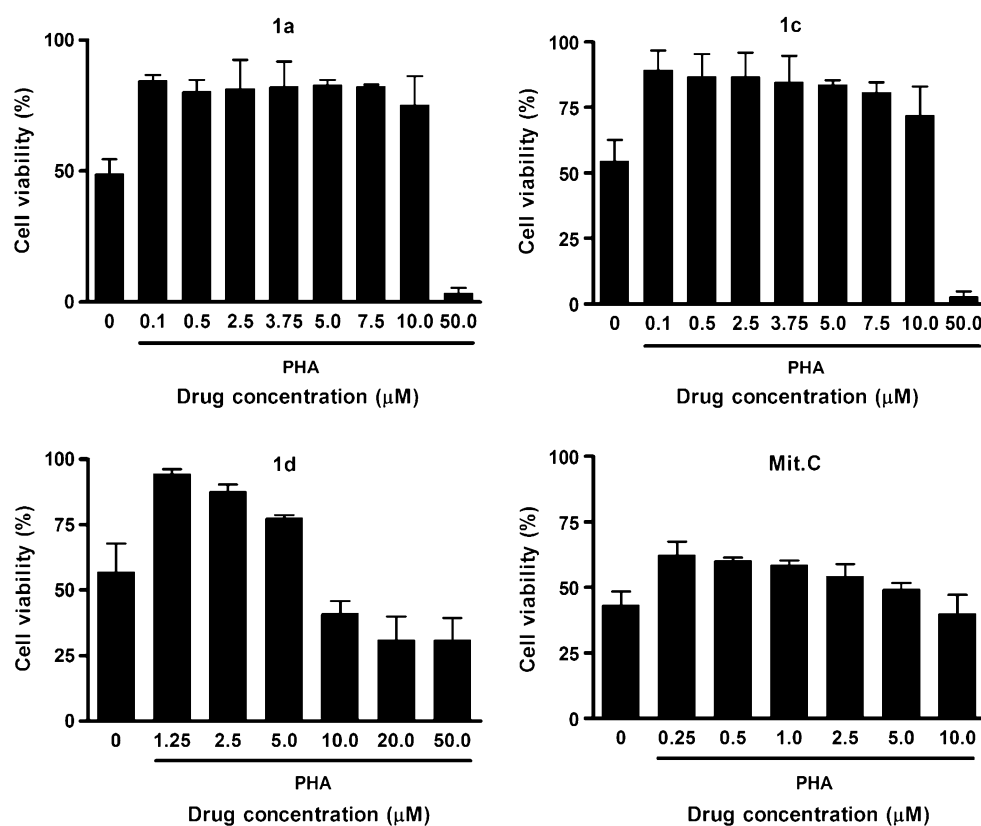 1a
Cell viability (%)
100
50
0
0 0.1 0.5 2.5 3.75 5.0 7.5 10.0 50.0
PHA
Drug concentration (μM)
1c
Cell viability (%)
100
75
50
25
0
0 0.1 0.5 2.5 3.75 5.0 7.5 10.0 50.0
PHA
Drug concentration (μM)
1d
Cell viability (%)
100
75
50
25
0
0 1.25 2.5 5.0 10.0 20.0 50.0
PHA
Drug concentration (μM)
Mit.C
Cell viability (%)
100
75
50
25
0
0 0.25 0.5 1.0 2.5 5.0 10.0
PHA
Drug concentration (μM)